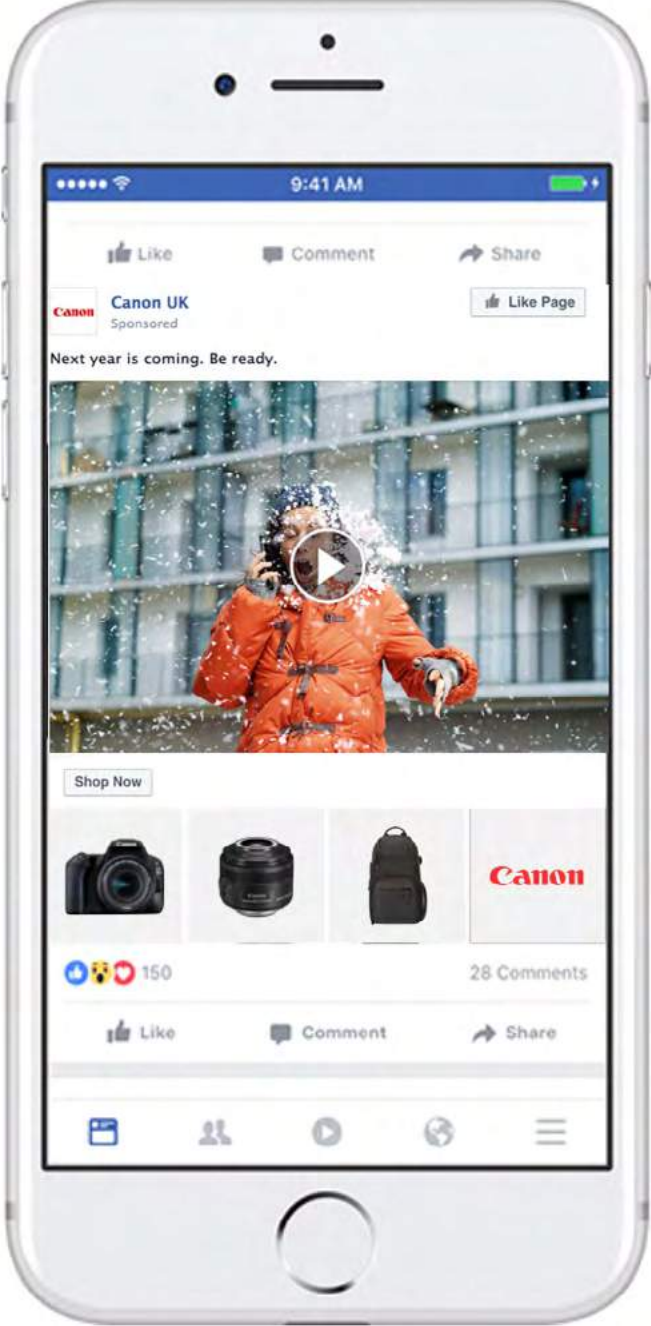 9:41 AM
Like Comment Share
Canon
Canon UK
Sponsored
Like Page
Next year is coming. Be ready.
Shop Now
Canon
150 28 Comments
Like Comment Share